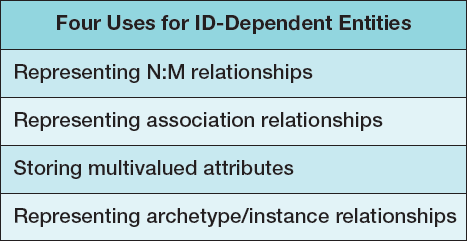 Four Uses for ID-Dependent Entities
Representing N:M relationships
Representing association relationships
Storing multivalued attributes
Representing archetype/instance relationships